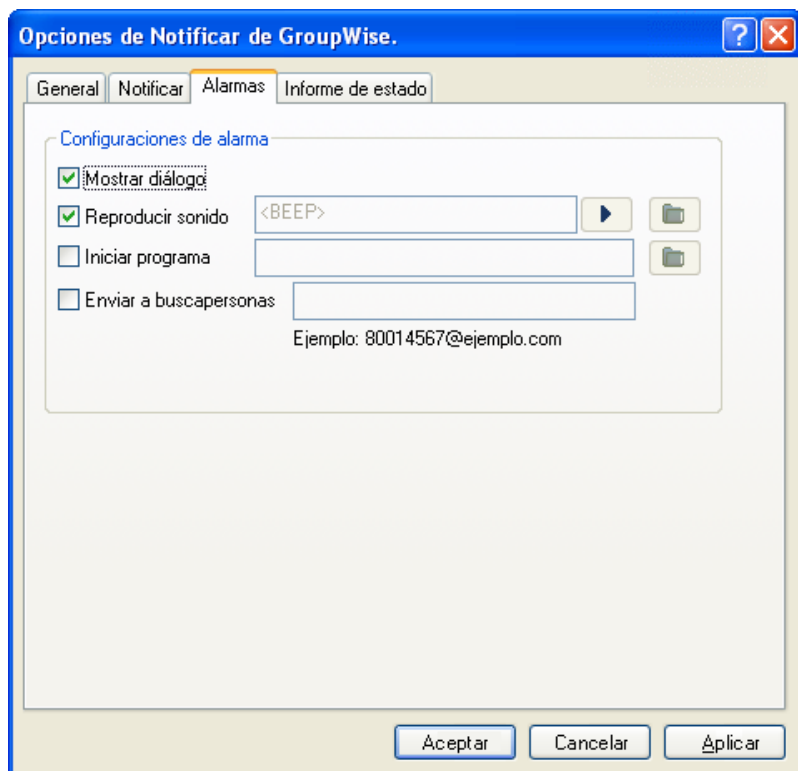 Opciones de Notificar de GroupWise.
General Notificar Alarmas Informe de estado
Configuraciones de alarma
Mostrar diálogo
Reproducir sonido <BEEP>
Iniciar programa
Enviar a buscapersonas
Ejemplo: 80014567@ejemplo.com
Aceptar Cancelar Aplicar